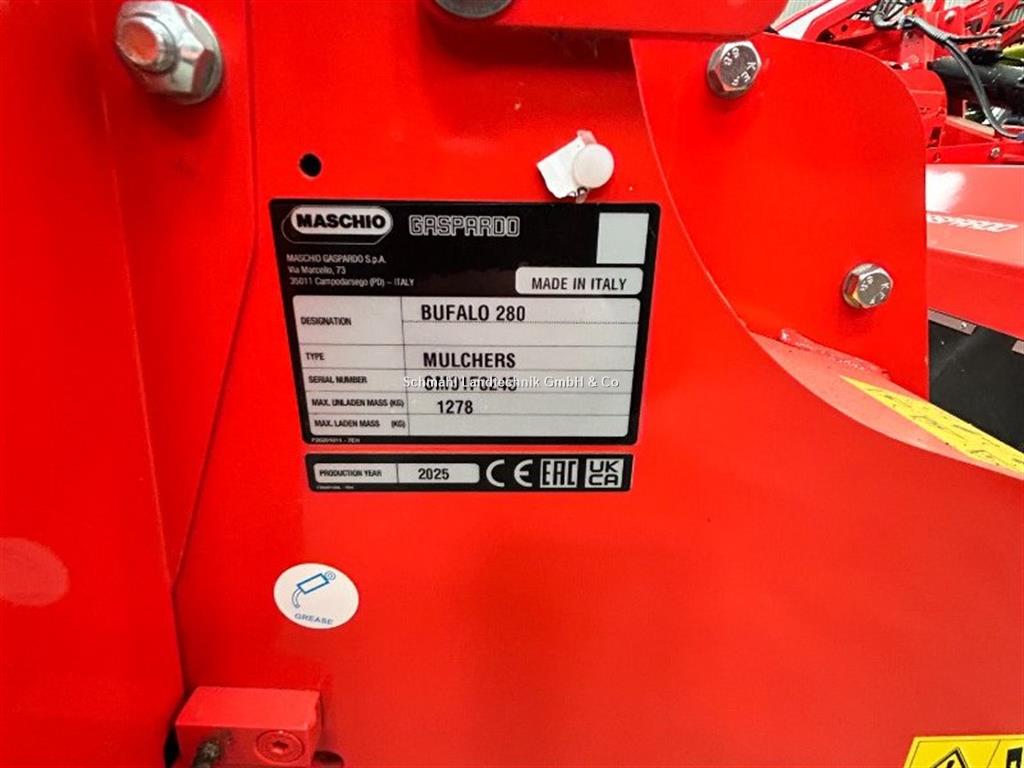 MASCHIO GASPARDO
MASCHIO GASPARDO S.p.A.
Via Marcello, 73
35011 Campodarsego (PD) – ITALY
MADE IN ITALY
DESIGNATION BUFALO 280
TYPE MULCHERS
SERIAL NUMBER
Schmahl Landtechnik GmbH & Co
MAX. UNLADEN MASS (KG) 1278
MAX. LADEN MASS (KG)
PRODUCTION YEAR 2025 CE EAC UK CA
GREASE
GASPARDO
8.8